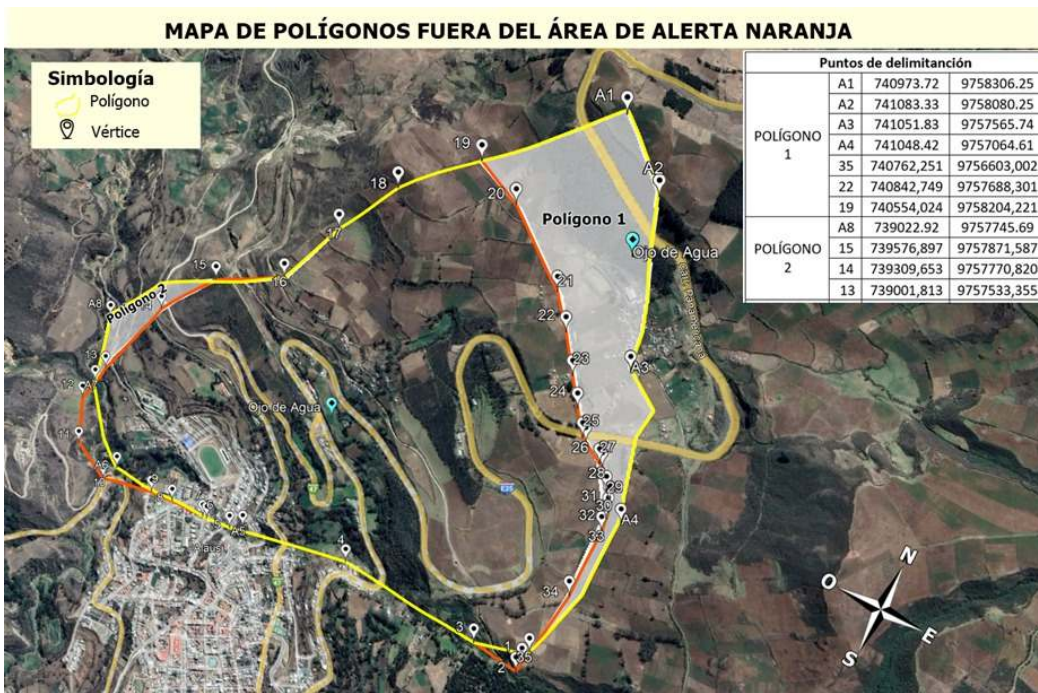 MAPA DE POLÍGONOS FUERA DEL ÁREA DE ALERTA NARANJA
Simbología
Polígono
Vértice
Puntos de delimitanción
POLÍGONO 1
A1 740973.72 9758306.25
A2 741083.33 9758080.25
A3 741051.83 9757565.74
A4 741048.42 9757064.61
35 740762,251 9756603,002
22 740842,749 9757688,301
19 740554,024 9758204,221
POLÍGONO 2
A8 739022.92 9757745.69
15 739576,897 9757871,587
14 739309,653 9757770,820
13 739001,813 9757533,355
A1
19
A2
18
20
Polígono 1
17
Ojo de Agua
15
16
21
Polígono 2
14
A8
22
13
23
A3
12
24
Ojo de Agua
25
11
26
27
A6
28
E35
29
31
30
A4
32
A5
33
Alausí
4
34
3
1
35
2
N
O
E
S